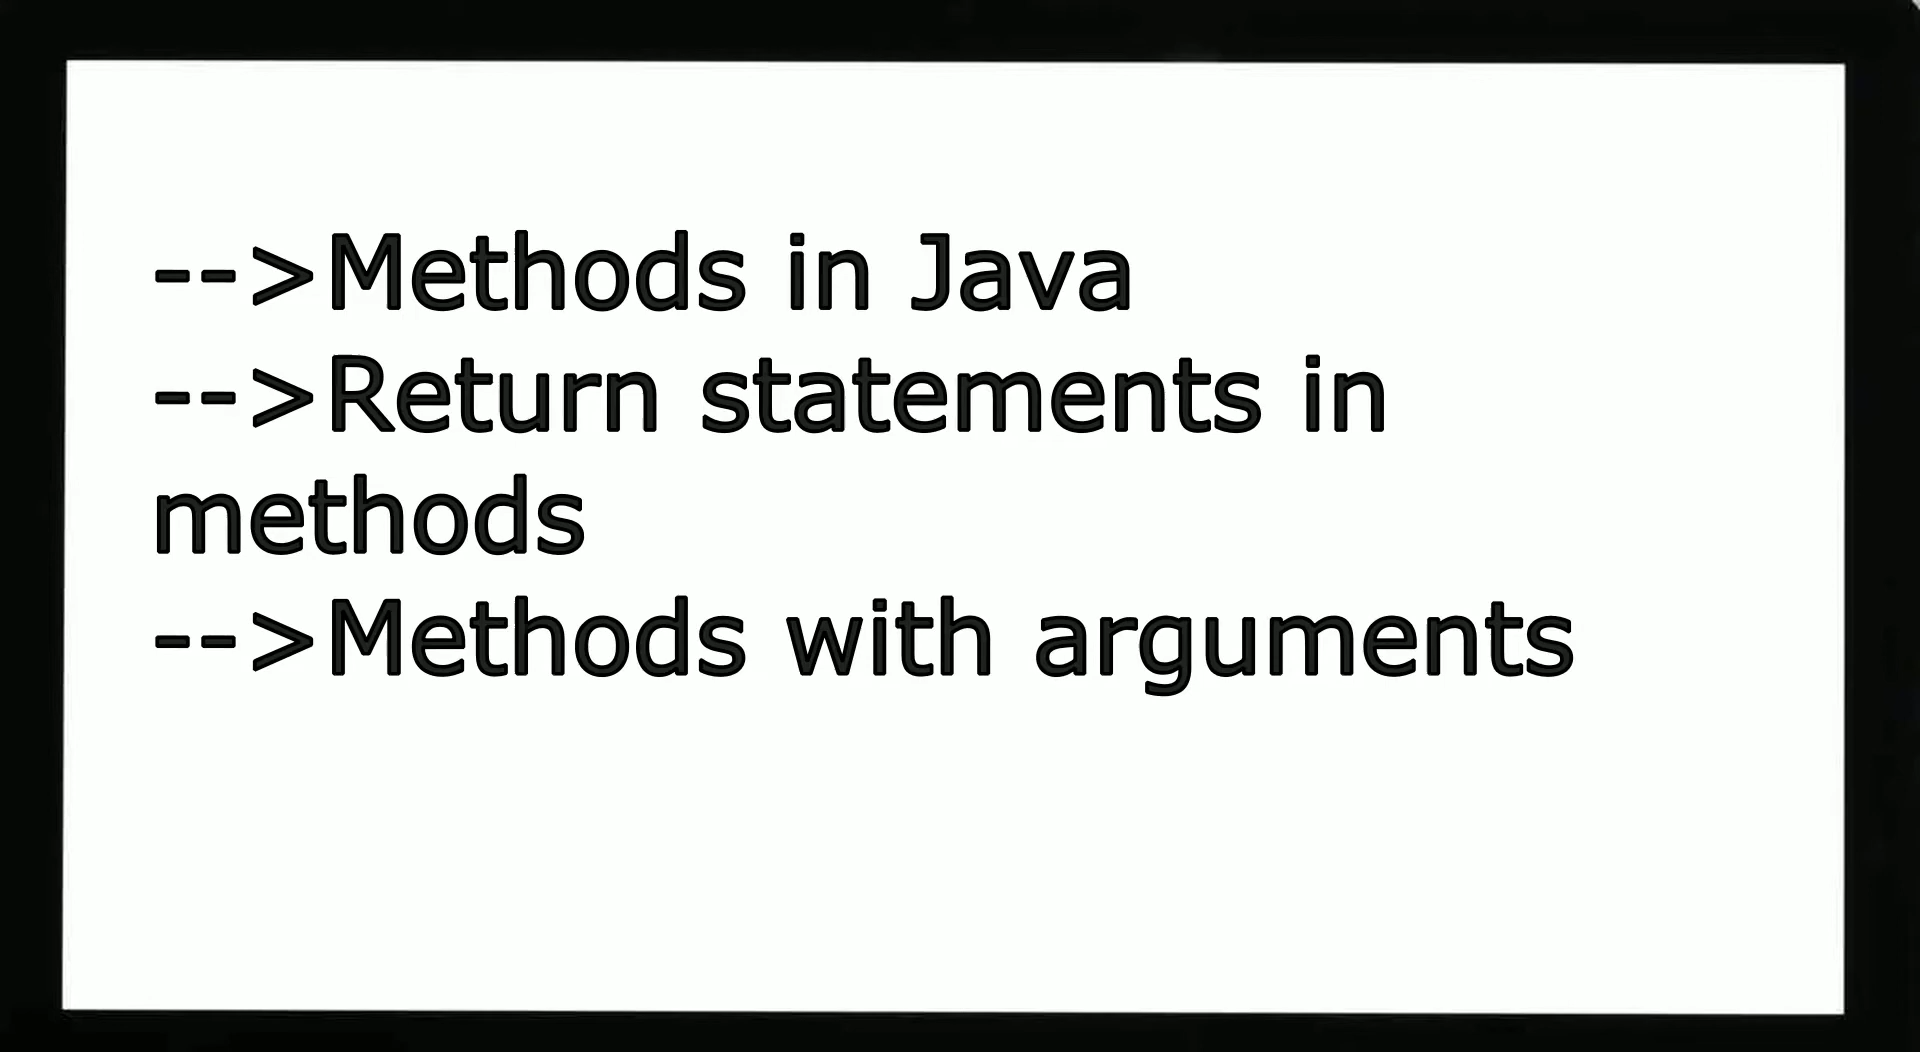 -->Methods in Java
-->Return statements in
methods
-->Methods with arguments